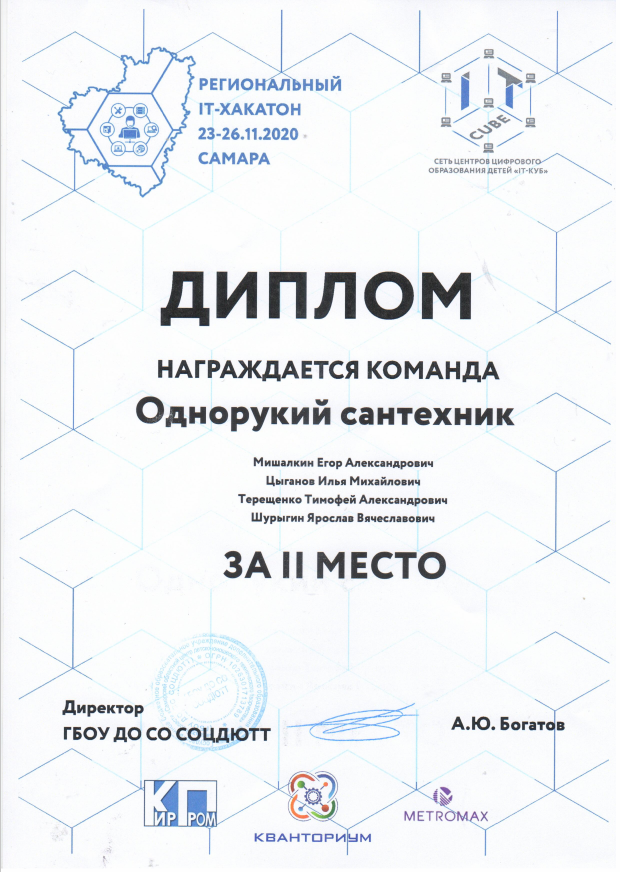 РЕГИОНАЛЬНЫЙ
IT-ХАКАТОН
23-26.11.2020
САМАРА
IT
CUBE
СЕТЬ ЦЕНТРОВ ЦИФРОВОГО
ОБРАЗОВАНИЯ ДЕТЕЙ «IT-КУБ»
ДИПЛОМ
НАГРАЖДАЕТСЯ КОМАНДА
Однорукий сантехник
Мишалкин Егор Александрович
Цыганов Илья Михайлович
Терещенко Тимофей Александрович
Шурыгин Ярослав Вячеславович
ЗА II МЕСТО
Директор
ГБОУ ДО СО СОЦДЮТТ
А.Ю. Богатов
КирПром
КВАНТОРИУМ
METROMAX